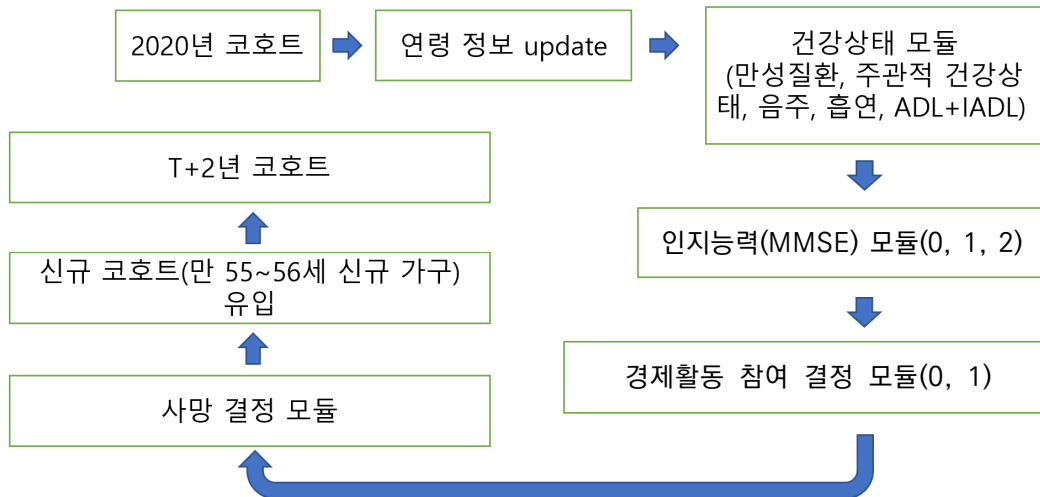 2020년 코호트
연령 정보 update
건강상태 모듈
(만성질환, 주관적 건강상
태, 음주, 흡연, ADL+IADL)
인지능력(MMSE) 모듈(0, 1, 2)
경제활동 참여 결정 모듈(0, 1)
사망 결정 모듈
신규 코호트(만 55~56세 신규 가구)
유입
T+2년 코호트